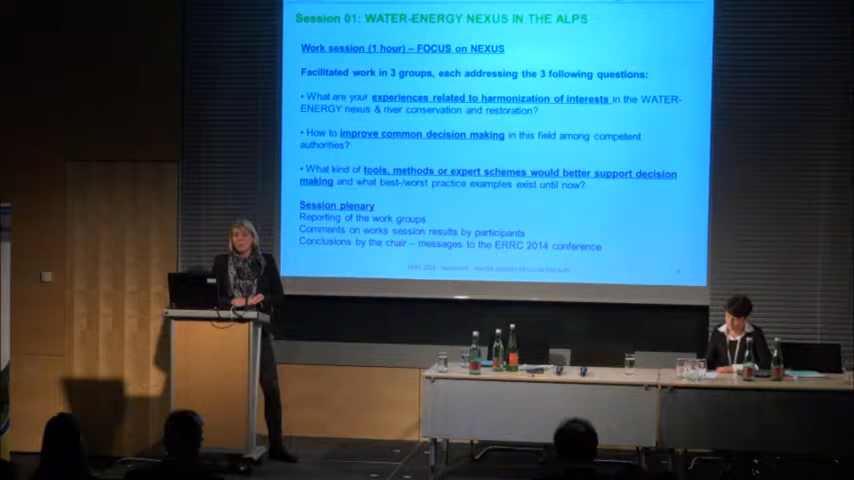 Session 01: WATER-ENERGY NEXUS IN THE ALPS
Work session (1 hour) – FOCUS on NEXUS
Facilitated work in 3 groups, each addressing the 3 following questions:
• What are your experiences related to harmonization of interests in the WATER-
ENERGY nexus & river conservation and restoration?
• How to improve common decision making in this field among competent
authorities?
• What kind of tools, methods or expert schemes would better support decision
making and what best-/worst practice examples exist until now?
Session plenary
Reporting of the work groups
Comments on works session results by participants
Conclusions by the chair – messages to the ERRC 2014 conference